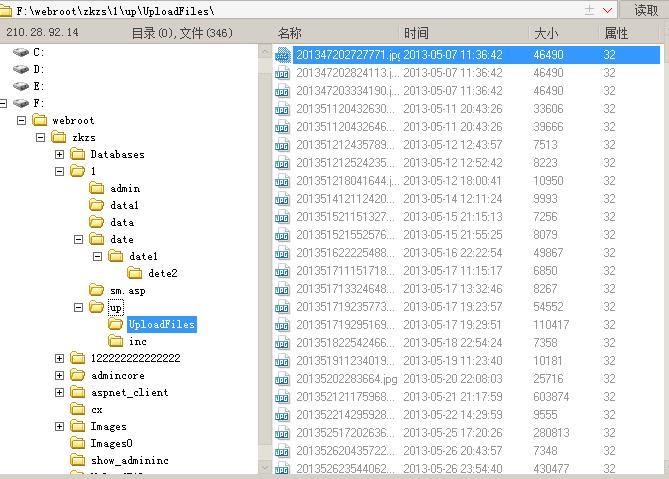 F:\webroot\zkzs\1\up\UploadFiles\ 读取
210.28.92.14 目录(0),文件(346) 名称 时间 大小 属性
C:
D:
E:
F:
webroot
zkzs
Databases
1
admin
data1
data
date
date1
dete2
sm.asp
up
UploadFiles
inc
122222222222222
admincore
aspnet_client
cx
Images
Images0
show_admininc
201347202727771.jpg 2013-05-07 11:36:42 46490 32
201347202824113.j... 2013-05-07 11:36:42 46490 32
201347203334190.j... 2013-05-07 11:36:42 46490 32
201351120432630... 2013-05-11 20:43:26 33606 32
201351120432646... 2013-05-11 20:43:26 39666 32
201351212435789... 2013-05-12 12:43:57 7513 32
201351212524235... 2013-05-12 12:52:42 8223 32
201351218041644.j... 2013-05-12 18:00:41 10950 32
201351412112420... 2013-05-14 12:11:24 9993 32
201351521151327... 2013-05-15 21:15:13 7256 32
201351521552576... 2013-05-15 21:55:25 8079 32
201351622225488... 2013-05-16 22:22:54 49867 32
201351711151718... 2013-05-17 11:15:17 6850 32
201351713324648... 2013-05-17 13:32:46 8267 32
201351719235773... 2013-05-17 19:23:57 54552 32
201351719295169... 2013-05-17 19:29:51 110417 32
201351822542466... 2013-05-18 22:54:24 7358 32
201351911234019... 2013-05-19 11:23:40 10181 32
20135202283664.jpg 2013-05-20 22:08:03 25716 32
201352121175968... 2013-05-21 21:17:59 603874 32
201352214295928... 2013-05-22 14:29:59 9555 32
201352517202636... 2013-05-25 17:20:26 280813 32
201352620435722... 2013-05-26 20:43:57 7348 32
201352623544062... 2013-05-26 23:54:40 430477 32